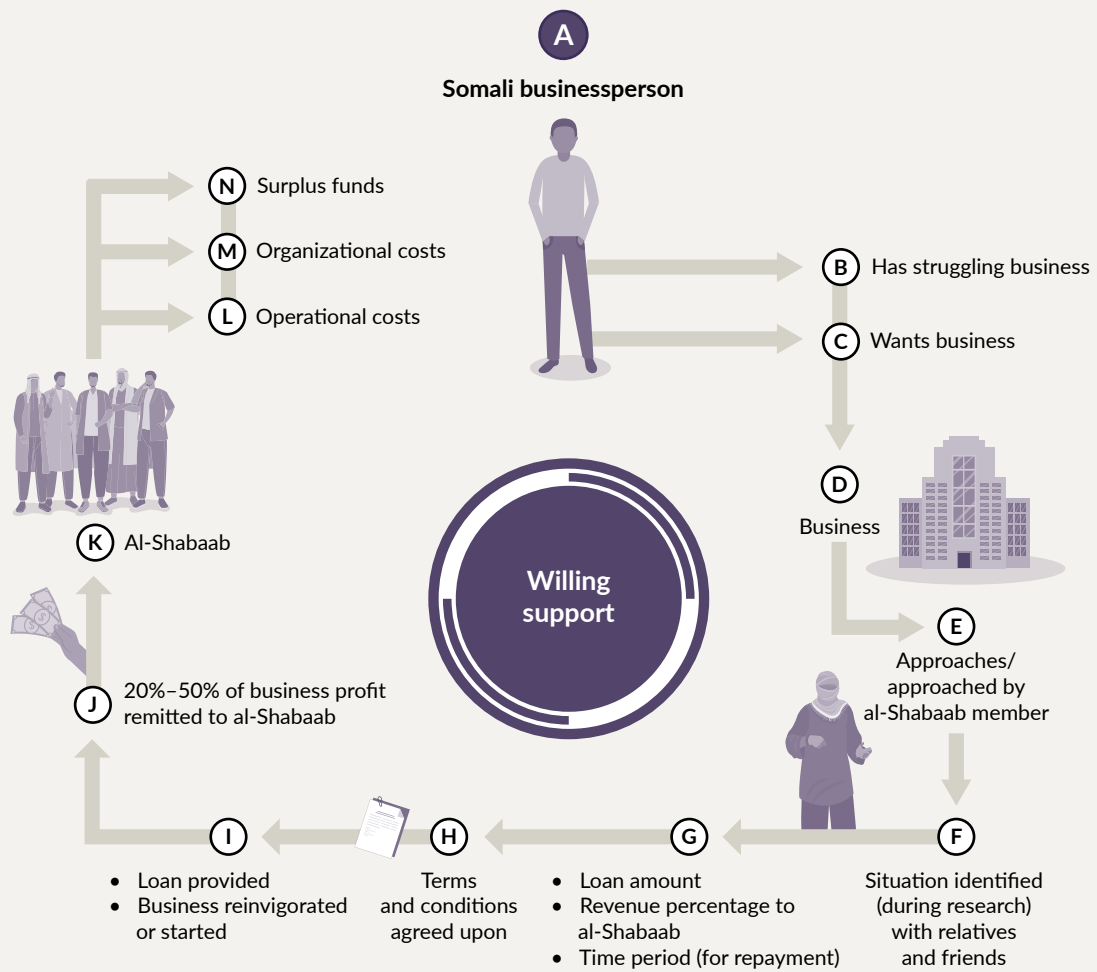 A
Somali businessperson
B Has struggling business
C Wants business
D
Business
E
Approaches/
approached by
al-Shabaab member
F
Situation identified
(during research)
with relatives
and friends
G
• Loan amount
• Revenue percentage to
al-Shabaab
• Time period (for repayment)
H
Terms
and conditions
agreed upon
I
• Loan provided
• Business reinvigorated
or started
J 20%–50% of business profit
remitted to al-Shabaab
K Al-Shabaab
L Operational costs
M Organizational costs
N Surplus funds
Willing
support